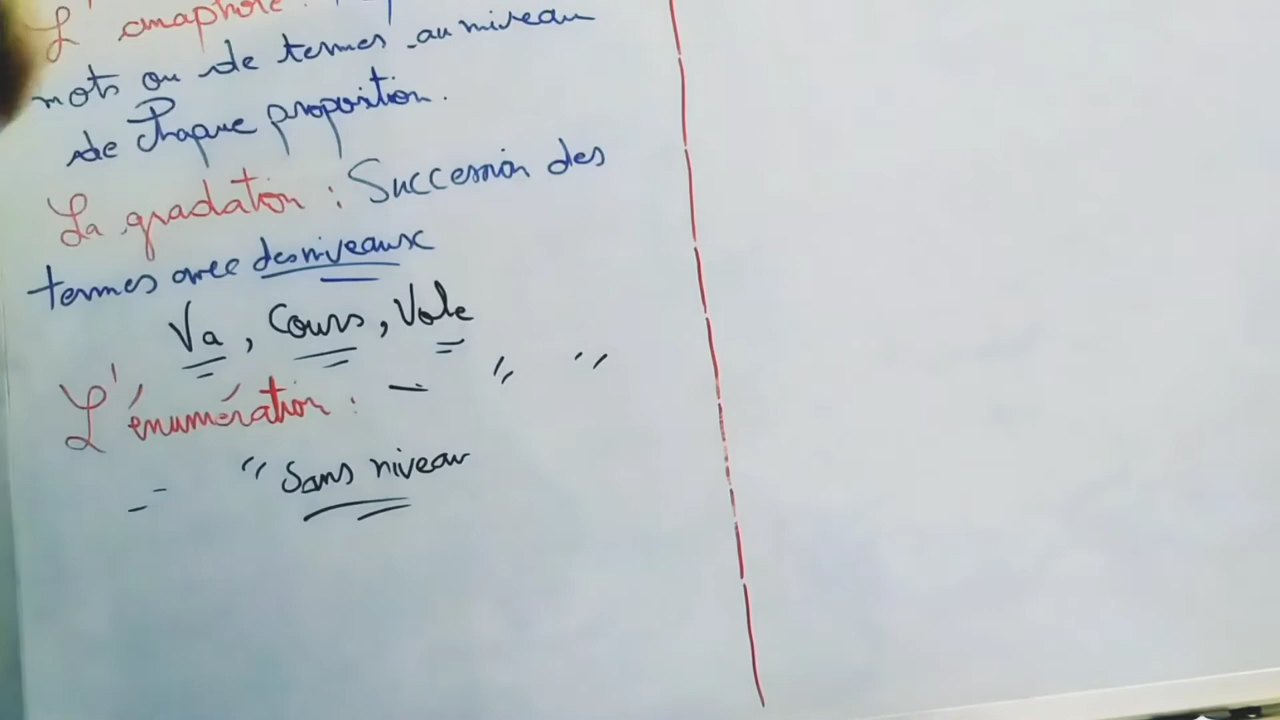 L'anaphore :
mots ou de termes au niveau
de chaque proposition.
La gradation : Succession des
termes avec des niveaux
Va, Cours, Vole
L'énumération : — " "
= " Sans niveau